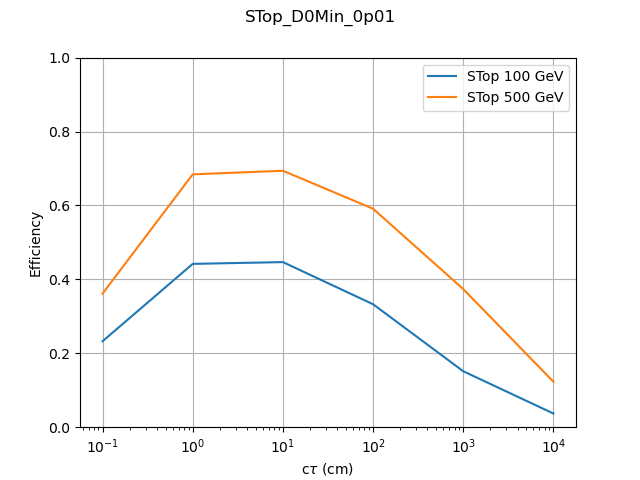 STop_D0Min_0p01
STop 100 GeV
STop 500 GeV
Efficiency
1.0
0.8
0.6
0.4
0.2
0.0
10⁻¹ 10⁰ 10¹ 10² 10³ 10⁴
cτ (cm)